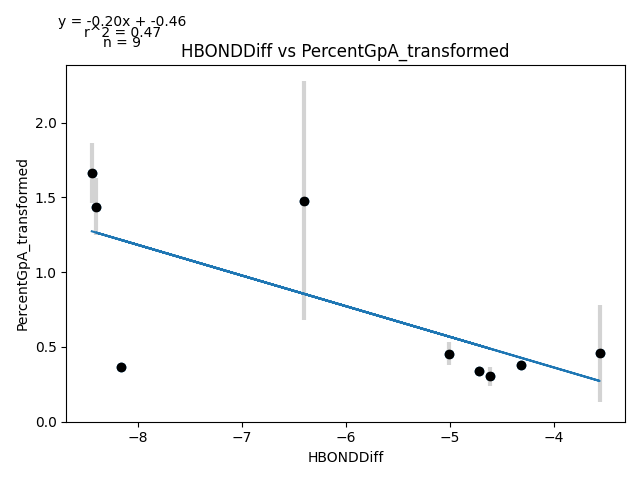 y = -0.20x + -0.46
r^2 = 0.47
n = 9
HBONDDiff vs PercentGpA_transformed
PercentGpA_transformed
2.0
1.5
1.0
0.5
0.0
−8
−7
−6
−5
−4
HBONDDiff